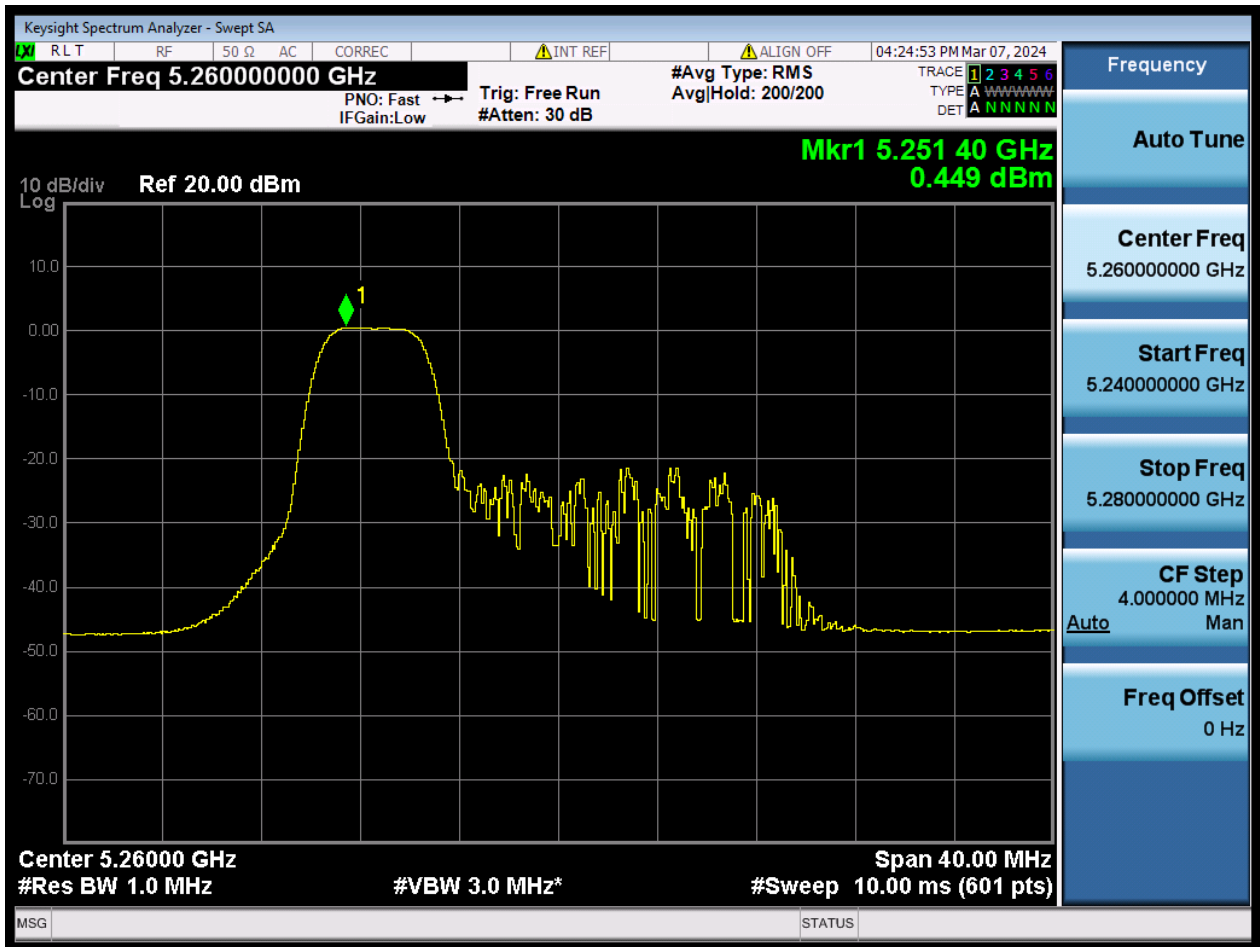 Keysight Spectrum Analyzer - Swept SA
LXI RLT RF 50 Ω AC CORREC INT REF ALIGN OFF 04:24:53 PM Mar 07, 2024
Center Freq 5.260000000 GHz
PNO: Fast
IFGain:Low
Trig: Free Run
#Atten: 30 dB
#Avg Type: RMS
Avg|Hold: 200/200
TRACE 1 2 3 4 5 6
TYPE A WWWWW
DET A N N N N N
Mkr1 5.251 40 GHz
0.449 dBm
10 dB/div Ref 20.00 dBm
Log
1
10.0
0.00
-10.0
-20.0
-30.0
-40.0
-50.0
-60.0
-70.0
Center 5.26000 GHz Span 40.00 MHz
#Res BW 1.0 MHz #VBW 3.0 MHz* #Sweep 10.00 ms (601 pts)
MSG STATUS
Frequency
Auto Tune
Center Freq
5.260000000 GHz
Start Freq
5.240000000 GHz
Stop Freq
5.280000000 GHz
CF Step
4.000000 MHz
Auto Man
Freq Offset
0 Hz